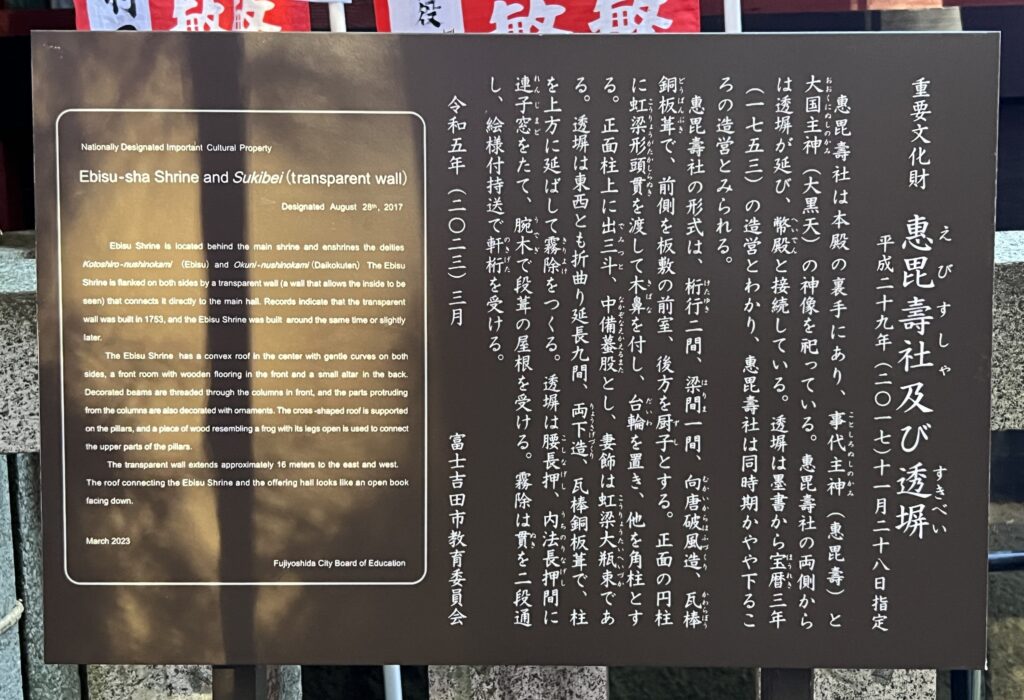 繁
繁
役
Nationally Designated Important Cultural Property
Ebisu-sha Shrine and Sukibei (transparent wall)
Designated August 28th, 2017
Ebisu Shrine is located behind the main shrine and enshrines the deities
Kotoshiro-nushinokami (Ebisu) and Okuni-nushinokami (Daikokuten) The Ebisu
Shrine is flanked on both sides by a transparent wall (a wall that allows the inside to be
seen) that connects it directly to the main hall. Records indicate that the transparent
wall was built in 1753, and the Ebisu Shrine was built around the same time or slightly
later.
The Ebisu Shrine has a convex roof in the center with gentle curves on both
sides, a front room with wooden flooring in the front and a small altar in the back.
Decorated beams are threaded through the columns in front, and the parts protruding
from the columns are also decorated with ornaments. The cross-shaped roof is supported
on the pillars, and a piece of wood resembling a frog with its legs open is used to connect
the upper parts of the pillars.
The transparent wall extends approximately 16 meters to the east and west.
The roof connecting the Ebisu Shrine and the offering hall looks like an open book
facing down.
March 2023
Fujiyoshida City Board of Education
重要文化財 惠毘壽社及び透塀
えびすしゃ すきべい
平成二十九年(二〇一七)十一月二十八日指定
惠毘壽社は本殿の裏手にあり、事代主神(惠毘壽)と
大国主神(大黒天)の神像を祀っている。惠毘壽社の両側から
は透塀が延び、幣殿と接続している。透塀は墨書から宝暦三年
(一七五三)の造営とわかり、惠毘壽社は同時期かやや下るこ
ろの造営とみられる。
惠毘壽社の形式は、桁行二間、梁間一間、向唐破風造、瓦棒
銅板葺で、前側を板敷の前室、後方を厨子とする。正面の円柱
に虹梁形頭貫を渡して木鼻を付し、台輪を置き、他を角柱とす
る。正面柱上に出三斗、中備蟇股とし、妻飾は虹梁大瓶束であ
る。透塀は東西とも折曲り延長九間、両下造、瓦棒銅板葺で、柱
を上方に延ばして霧除をつくる。透塀は腰長押、内法長押間に
連子窓をたて、腕木で段葺の屋根を受ける。霧除は貫を二段通
し、絵様付持送で軒桁を受ける。
令和五年(二〇二三)三月
富士吉田市教育委員会